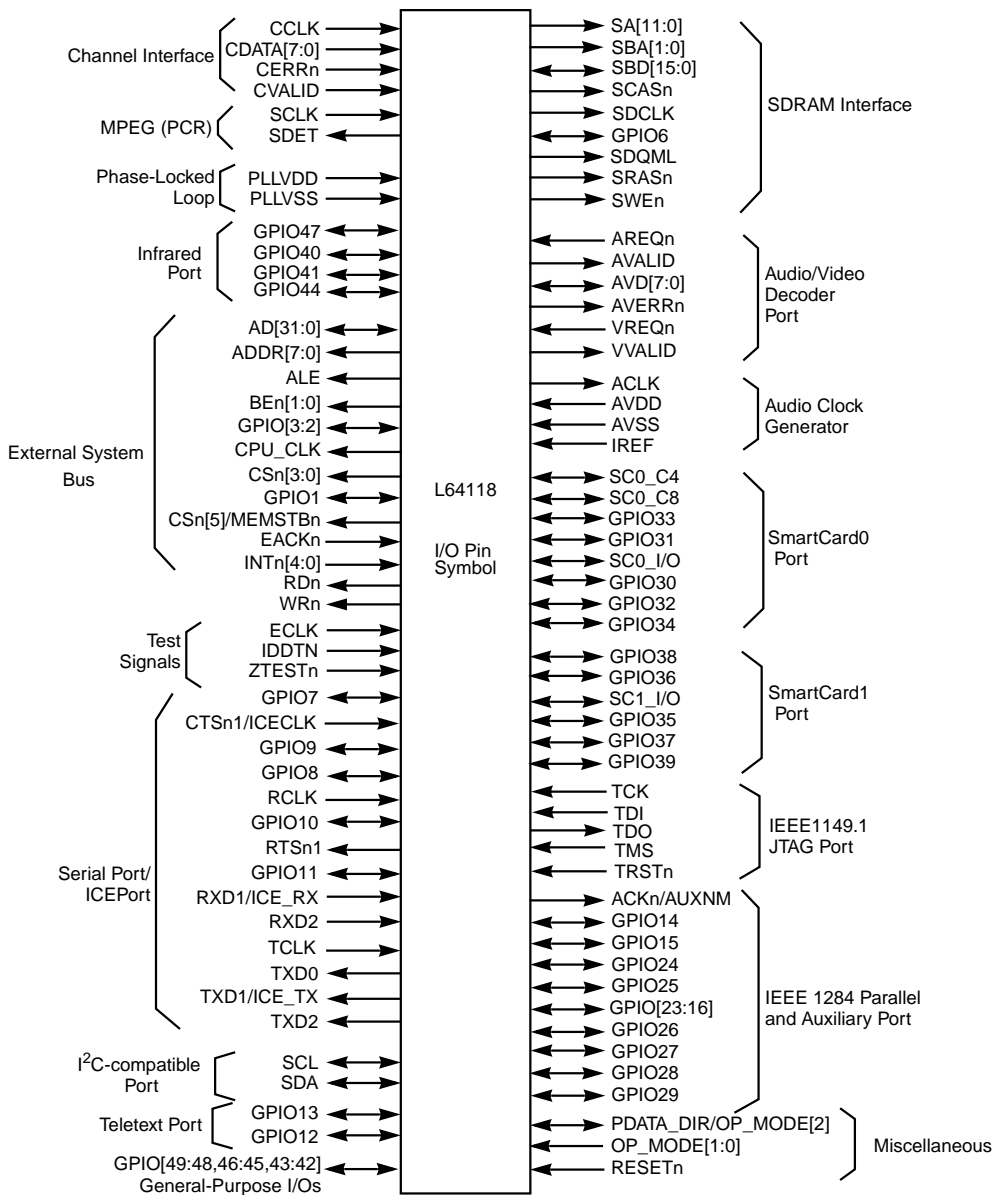 Channel Interface
CCLK
CDATA[7:0]
CERRn
CVALID
MPEG (PCR)
SCLK
SDET
Phase-Locked
Loop
PLLVDD
PLLVSS
Infrared
Port
GPIO47
GPIO40
GPIO41
GPIO44
External System
Bus
AD[31:0]
ADDR[7:0]
ALE
BEn[1:0]
GPIO[3:2]
CPU_CLK
CSn[3:0]
GPIO1
CSn[5]/MEMSTBn
EACKn
INTn[4:0]
RDn
WRn
Test
Signals
ECLK
IDDTN
ZTESTn
Serial Port/
ICEPort
GPIO7
CTSn1/ICECLK
GPIO9
GPIO8
RCLK
GPIO10
RTSn1
GPIO11
RXD1/ICE_RX
RXD2
TCLK
TXD0
TXD1/ICE_TX
TXD2
I2C-compatible
Port
SCL
SDA
Teletext Port
GPIO13
GPIO12
GPIO[49:48,46:45,43:42]
General-Purpose I/Os
L64118
I/O Pin
Symbol
SA[11:0]
SBA[1:0]
SBD[15:0]
SCASn
SDCLK
GPIO6
SDQML
SRASn
SWEn
SDRAM Interface
AREQn
AVALID
AVD[7:0]
AVERRn
VREQn
VVALID
Audio/Video
Decoder
Port
ACLK
AVDD
AVSS
IREF
Audio Clock
Generator
SC0_C4
SC0_C8
GPIO33
GPIO31
SC0_I/O
GPIO30
GPIO32
GPIO34
SmartCard0
Port
GPIO38
GPIO36
SC1_I/O
GPIO35
GPIO37
GPIO39
SmartCard1
Port
TCK
TDI
TDO
TMS
TRSTn
IEEE1149.1
JTAG Port
ACKn/AUXNM
GPIO14
GPIO15
GPIO24
GPIO25
GPIO[23:16]
GPIO26
GPIO27
GPIO28
GPIO29
IEEE 1284 Parallel
and Auxiliary Port
PDATA_DIR/OP_MODE[2]
OP_MODE[1:0]
RESETn
Miscellaneous